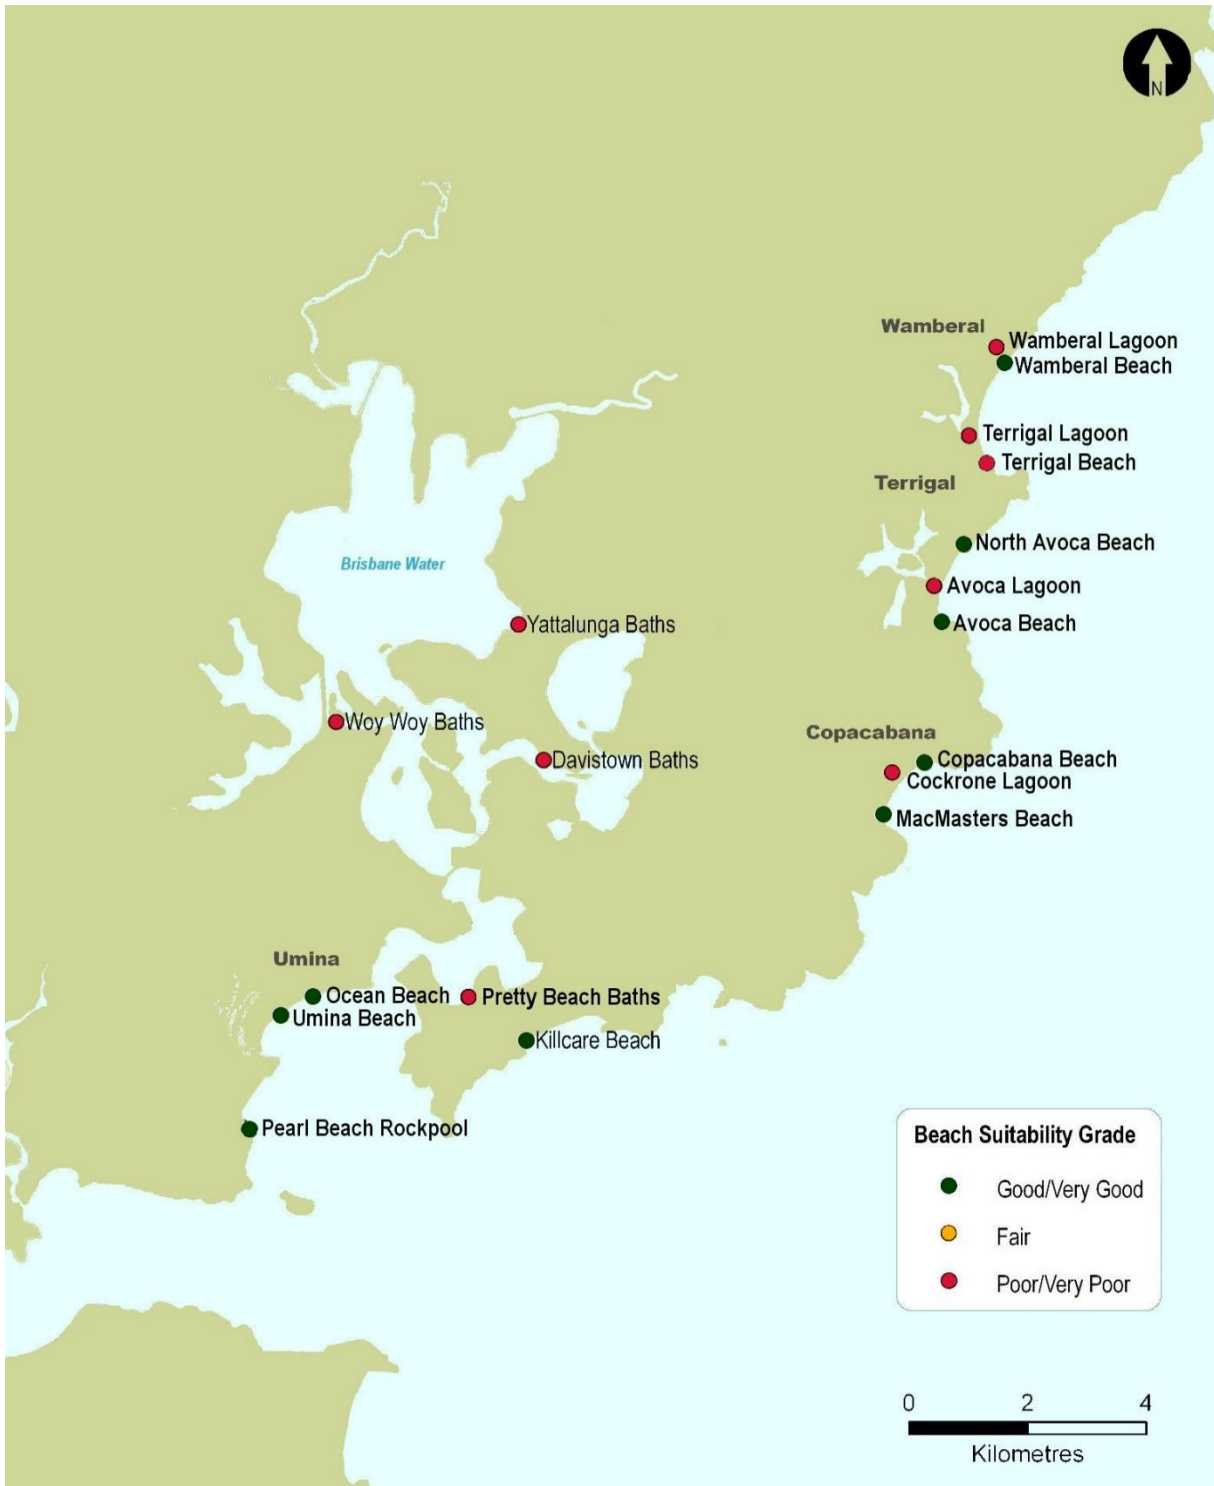 N
Wamberal
Wamberal Lagoon
Wamberal Beach
Terrigal Lagoon
Terrigal Beach
Terrigal
North Avoca Beach
Brisbane Water
Avoca Lagoon
Yattalunga Baths
Avoca Beach
Woy Woy Baths
Copacabana
Davistown Baths
Copacabana Beach
Cockrone Lagoon
MacMasters Beach
Umina
Ocean Beach
Pretty Beach Baths
Umina Beach
Killcare Beach
Pearl Beach Rockpool
Beach Suitability Grade
Good/Very Good
Fair
Poor/Very Poor
0 2 4
Kilometres